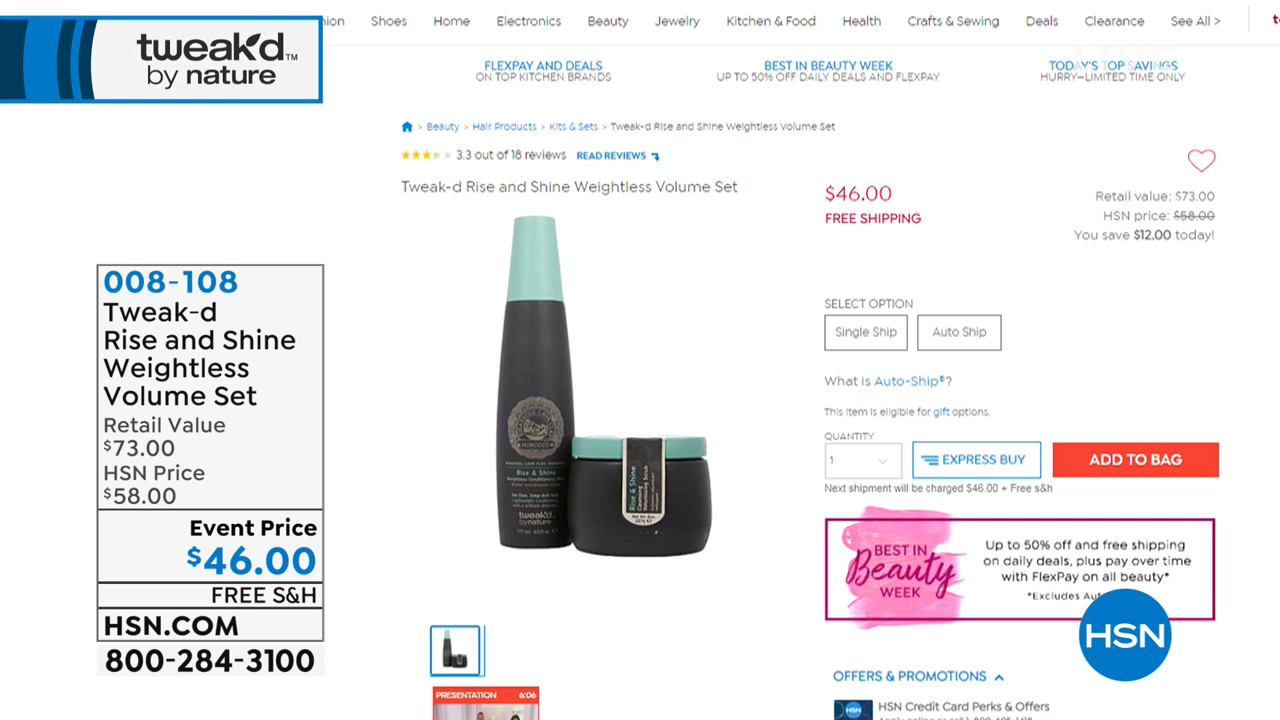 tweak'd™
by nature
008-108
Tweak-d
Rise and Shine
Weightless
Volume Set
Retail Value
$73.00
HSN Price
$58.00
Event Price
$46.00
FREE S&H
HSN.COM
800-284-3100
Shoes Home Electronics Beauty Jewelry Kitchen & Food Health Crafts & Sewing Deals Clearance See All >
FLEXPAY AND DEALS
ON TOP KITCHEN BRANDS
BEST IN BEAUTY WEEK
UP TO 50% OFF DAILY DEALS AND FLEXPAY
TODAY'S TOP SAVINGS
HURRY—LIMITED TIME ONLY
> Beauty > Hair Products > Kits & Sets > Tweak-d Rise and Shine Weightless Volume Set
3.3 out of 18 reviews READ REVIEWS
Tweak-d Rise and Shine Weightless Volume Set
MOROCCO
Rise & Shine
tweak'd
bynature
Rise & Shine
$46.00
FREE SHIPPING
Retail value: $73.00
HSN price: $58.00
You save $12.00 today!
SELECT OPTION
Single Ship
Auto Ship
What is Auto-Ship®?
This item is eligible for gift options.
QUANTITY
1
EXPRESS BUY
ADD TO BAG
Next shipment will be charged $46.00 + Free s&h
BEST IN
Beauty
WEEK
Up to 50% off and free shipping
on daily deals, plus pay over time
with FlexPay on all beauty*
*Excludes
HSN
PRESENTATION 6:06
OFFERS & PROMOTIONS
HSN
HSN Credit Card Perks & Offers